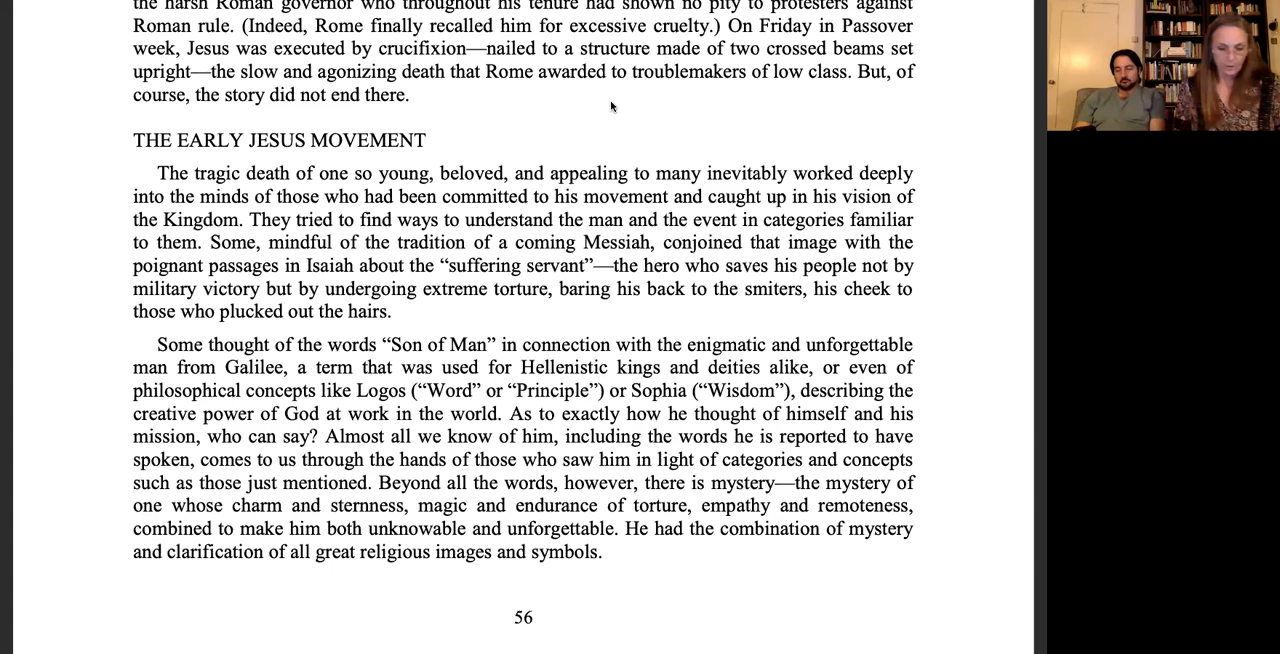 the harsh Roman governor who throughout his tenure had shown no pity to protesters against
Roman rule. (Indeed, Rome finally recalled him for excessive cruelty.) On Friday in Passover
week, Jesus was executed by crucifixion—nailed to a structure made of two crossed beams set
upright—the slow and agonizing death that Rome awarded to troublemakers of low class. But, of
course, the story did not end there.
THE EARLY JESUS MOVEMENT
The tragic death of one so young, beloved, and appealing to many inevitably worked deeply
into the minds of those who had been committed to his movement and caught up in his vision of
the Kingdom. They tried to find ways to understand the man and the event in categories familiar
to them. Some, mindful of the tradition of a coming Messiah, conjoined that image with the
poignant passages in Isaiah about the “suffering servant”—the hero who saves his people not by
military victory but by undergoing extreme torture, baring his back to the smiters, his cheek to
those who plucked out the hairs.
Some thought of the words “Son of Man” in connection with the enigmatic and unforgettable
man from Galilee, a term that was used for Hellenistic kings and deities alike, or even of
philosophical concepts like Logos (“Word” or “Principle”) or Sophia (“Wisdom”), describing the
creative power of God at work in the world. As to exactly how he thought of himself and his
mission, who can say? Almost all we know of him, including the words he is reported to have
spoken, comes to us through the hands of those who saw him in light of categories and concepts
such as those just mentioned. Beyond all the words, however, there is mystery—the mystery of
one whose charm and sternness, magic and endurance of torture, empathy and remoteness,
combined to make him both unknowable and unforgettable. He had the combination of mystery
and clarification of all great religious images and symbols.
56